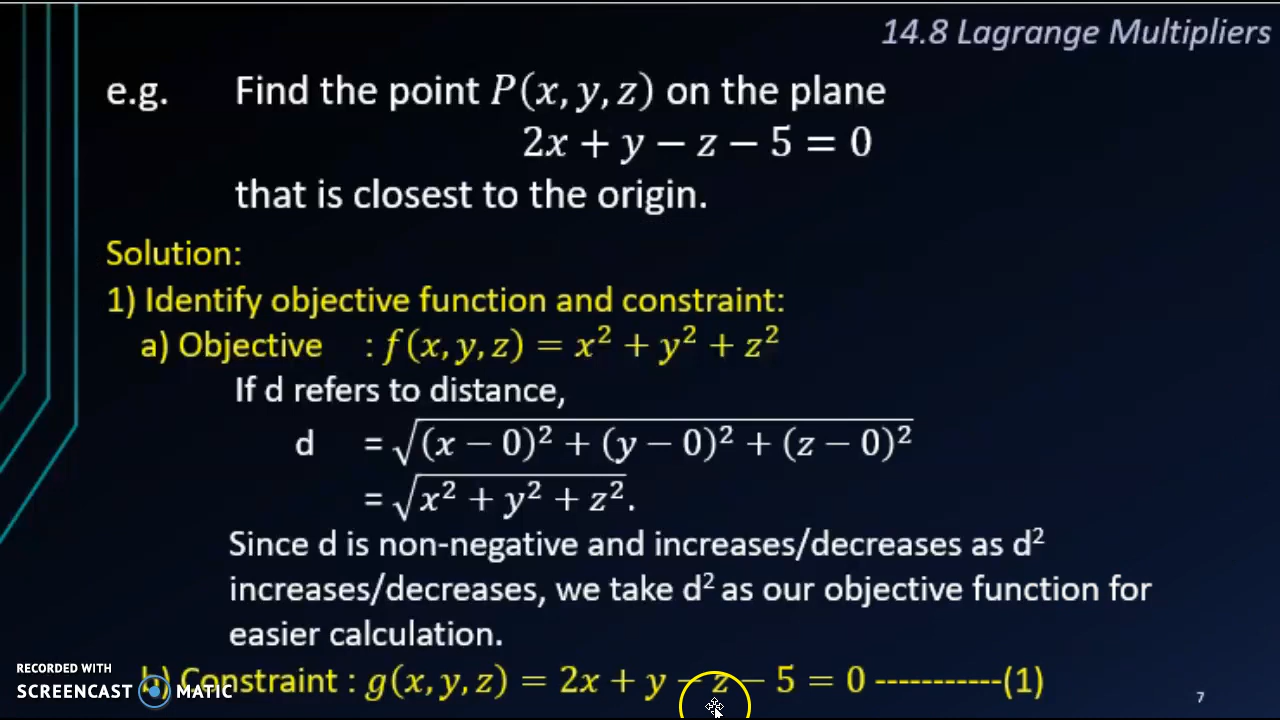 14.8 Lagrange Multipliers
e.g. Find the point P(x, y, z) on the plane
2x + y − z − 5 = 0
that is closest to the origin.
Solution:
1) Identify objective function and constraint:
a) Objective : f(x, y, z) = x² + y² + z²
If d refers to distance,
d = √((x − 0)² + (y − 0)² + (z − 0)²)
= √(x² + y² + z²).
Since d is non-negative and increases/decreases as d²
increases/decreases, we take d² as our objective function for
easier calculation.
b) Constraint : g(x, y, z) = 2x + y − z − 5 = 0 -----------(1)
RECORDED WITH
SCREENCAST MATIC
7